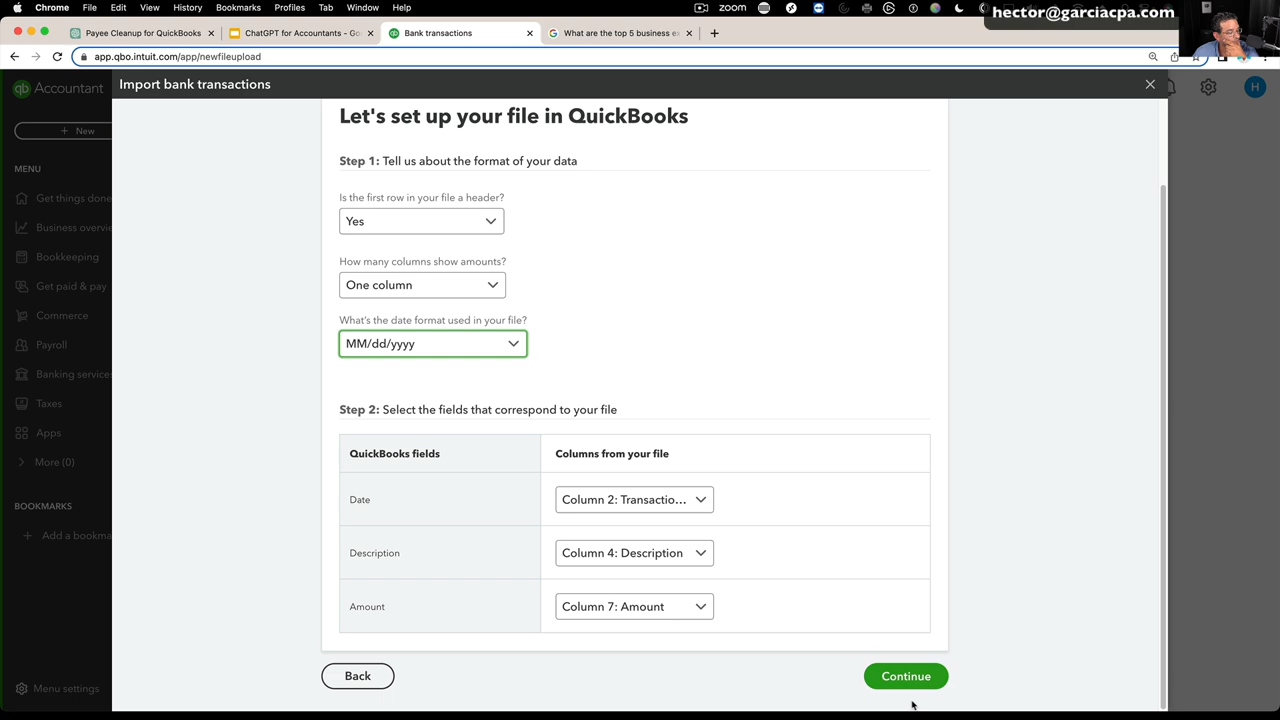 Chrome File Edit View History Bookmarks Profiles Tab Window Help
zoom
hector@garciacpa.com
Payee Cleanup for QuickBooks
ChatGPT for Accountants - Go
Bank transactions
What are the top 5 business es
app.qbo.intuit.com/app/newfileupload
qb Accountant
Import bank transactions
H
+ New
MENU
Get things done
Business overvie
Bookkeeping
Get paid & pay
Commerce
Payroll
Banking services
Taxes
Apps
More (0)
BOOKMARKS
+ Add a bookma
Menu settings
Let's set up your file in QuickBooks
Step 1: Tell us about the format of your data
Is the first row in your file a header?
Yes
How many columns show amounts?
One column
What's the date format used in your file?
MM/dd/yyyy
Step 2: Select the fields that correspond to your file
QuickBooks fields Columns from your file
Date Column 2: Transactio...
Description Column 4: Description
Amount Column 7: Amount
Back Continue